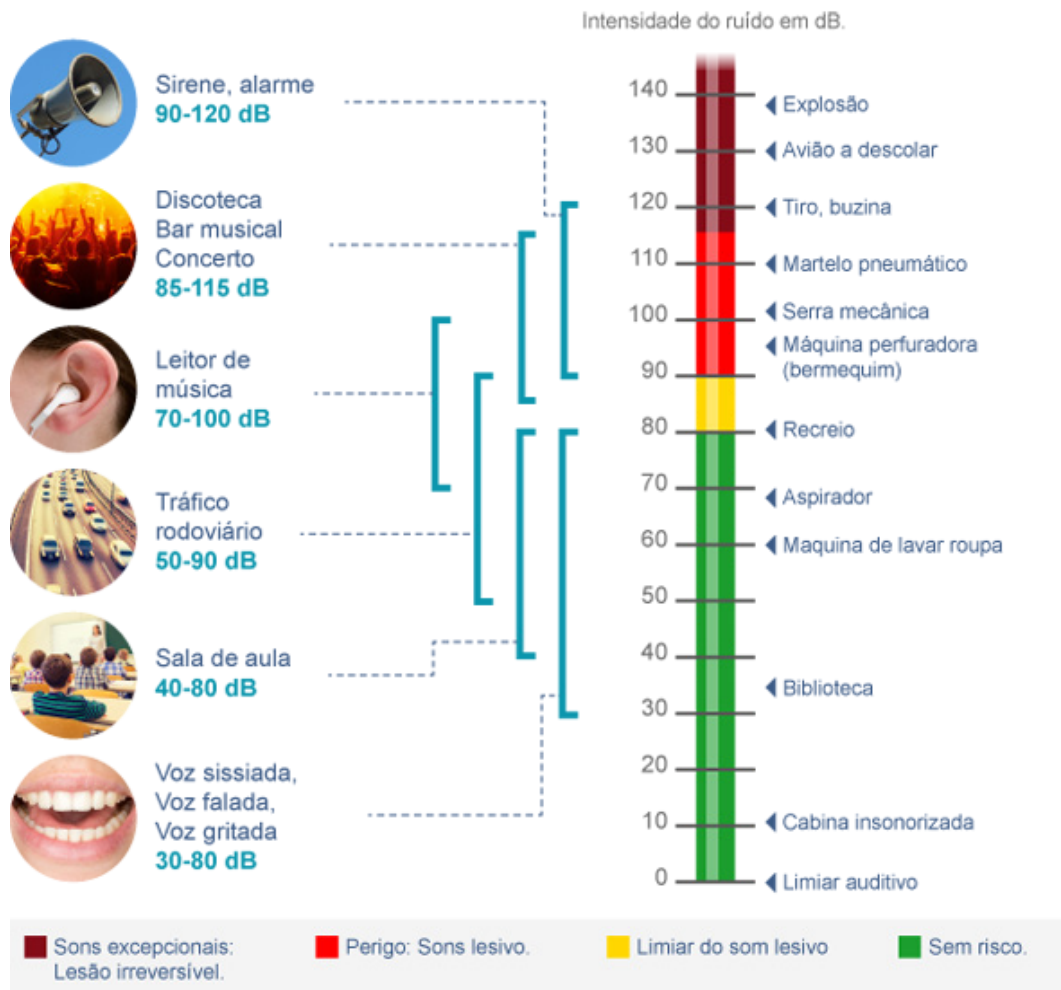 Intensidade do ruído em dB.
Sirene, alarme
90-120 dB
Discoteca
Bar musical
Concerto
85-115 dB
Leitor de
música
70-100 dB
Tráfico
rodoviário
50-90 dB
Sala de aula
40-80 dB
Voz sissiada,
Voz falada,
Voz gritada
30-80 dB
140
Explosão
130
Avião a descolar
120
Tiro, buzina
110
Martelo pneumático
100
Serra mecânica
Máquina perfuradora
(bermequim)
90
80
Recreio
70
Aspirador
60
Maquina de lavar roupa
50
40
Biblioteca
30
20
10
Cabina insonorizada
0
Limiar auditivo
Sons excepcionais:
Lesão irreversível.
Perigo: Sons lesivo.
Limiar do som lesivo
Sem risco.